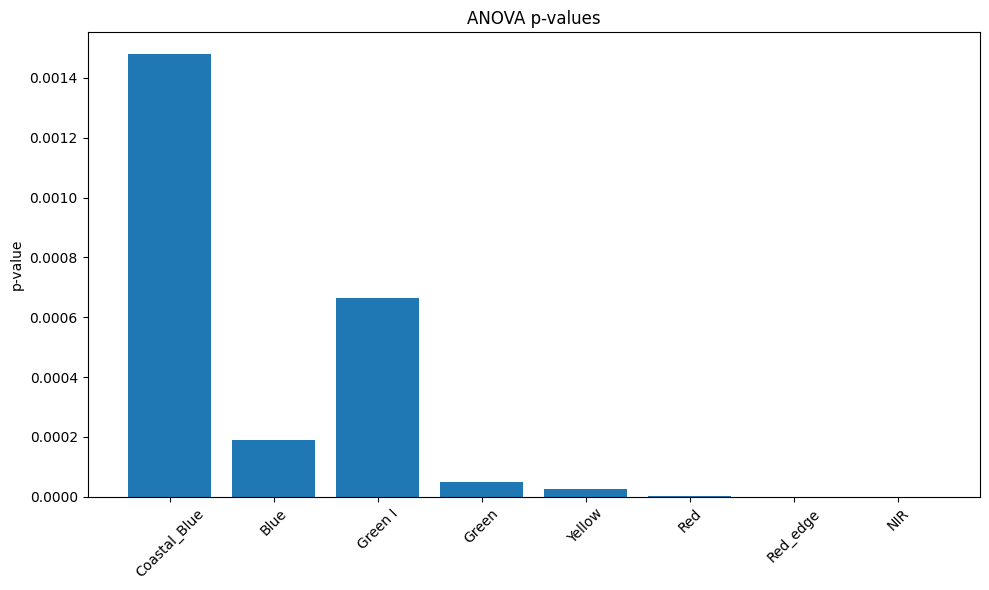 ANOVA p-values
p-value
0.0014
0.0012
0.0010
0.0008
0.0006
0.0004
0.0002
0.0000
Coastal_Blue
Blue
Green I
Green
Yellow
Red
Red_edge
NIR